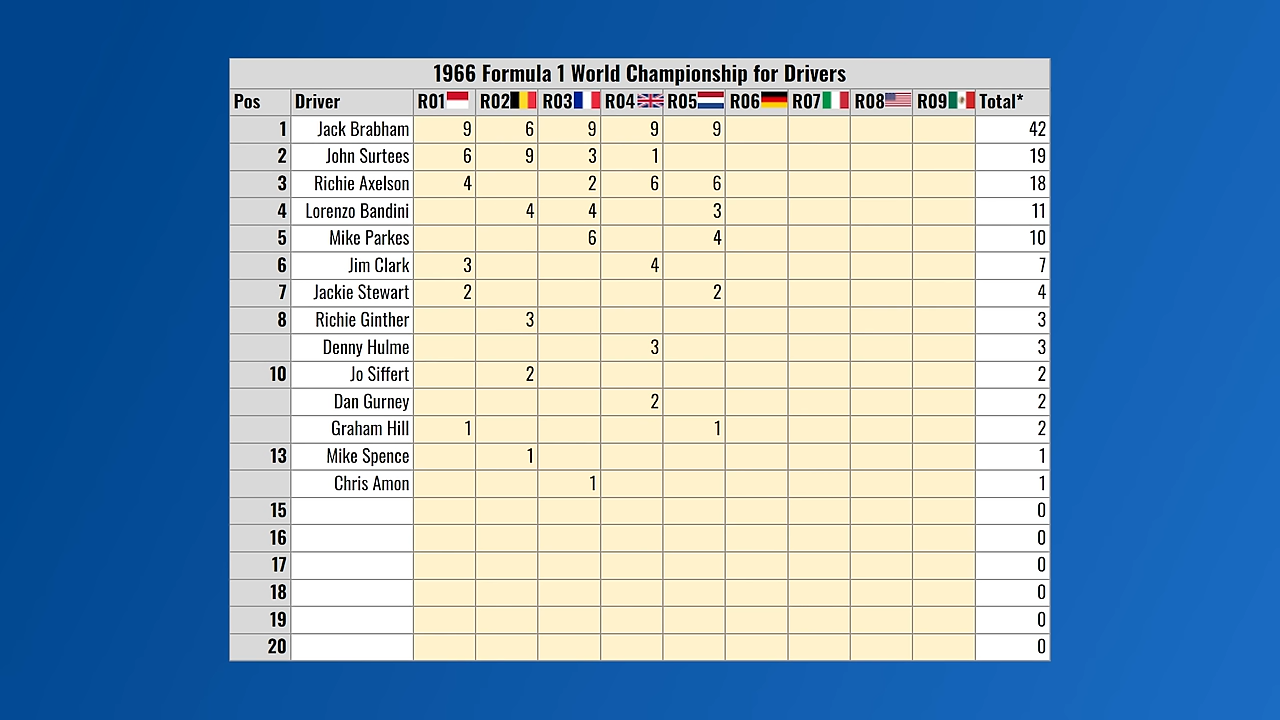 1966 Formula 1 World Championship for Drivers
Pos Driver R01 R02 R03 R04 R05 R06 R07 R08 R09 Total*
1 Jack Brabham 9 6 9 9 9 42
2 John Surtees 6 9 3 1 19
3 Richie Axelson 4 2 6 6 18
4 Lorenzo Bandini 4 4 3 11
5 Mike Parkes 6 4 10
6 Jim Clark 3 4 7
7 Jackie Stewart 2 2 4
8 Richie Ginther 3 3
Denny Hulme 3 3
10 Jo Siffert 2 2
Dan Gurney 2 2
Graham Hill 1 1 2
13 Mike Spence 1 1
Chris Amon 1 1
15 0
16 0
17 0
18 0
19 0
20 0